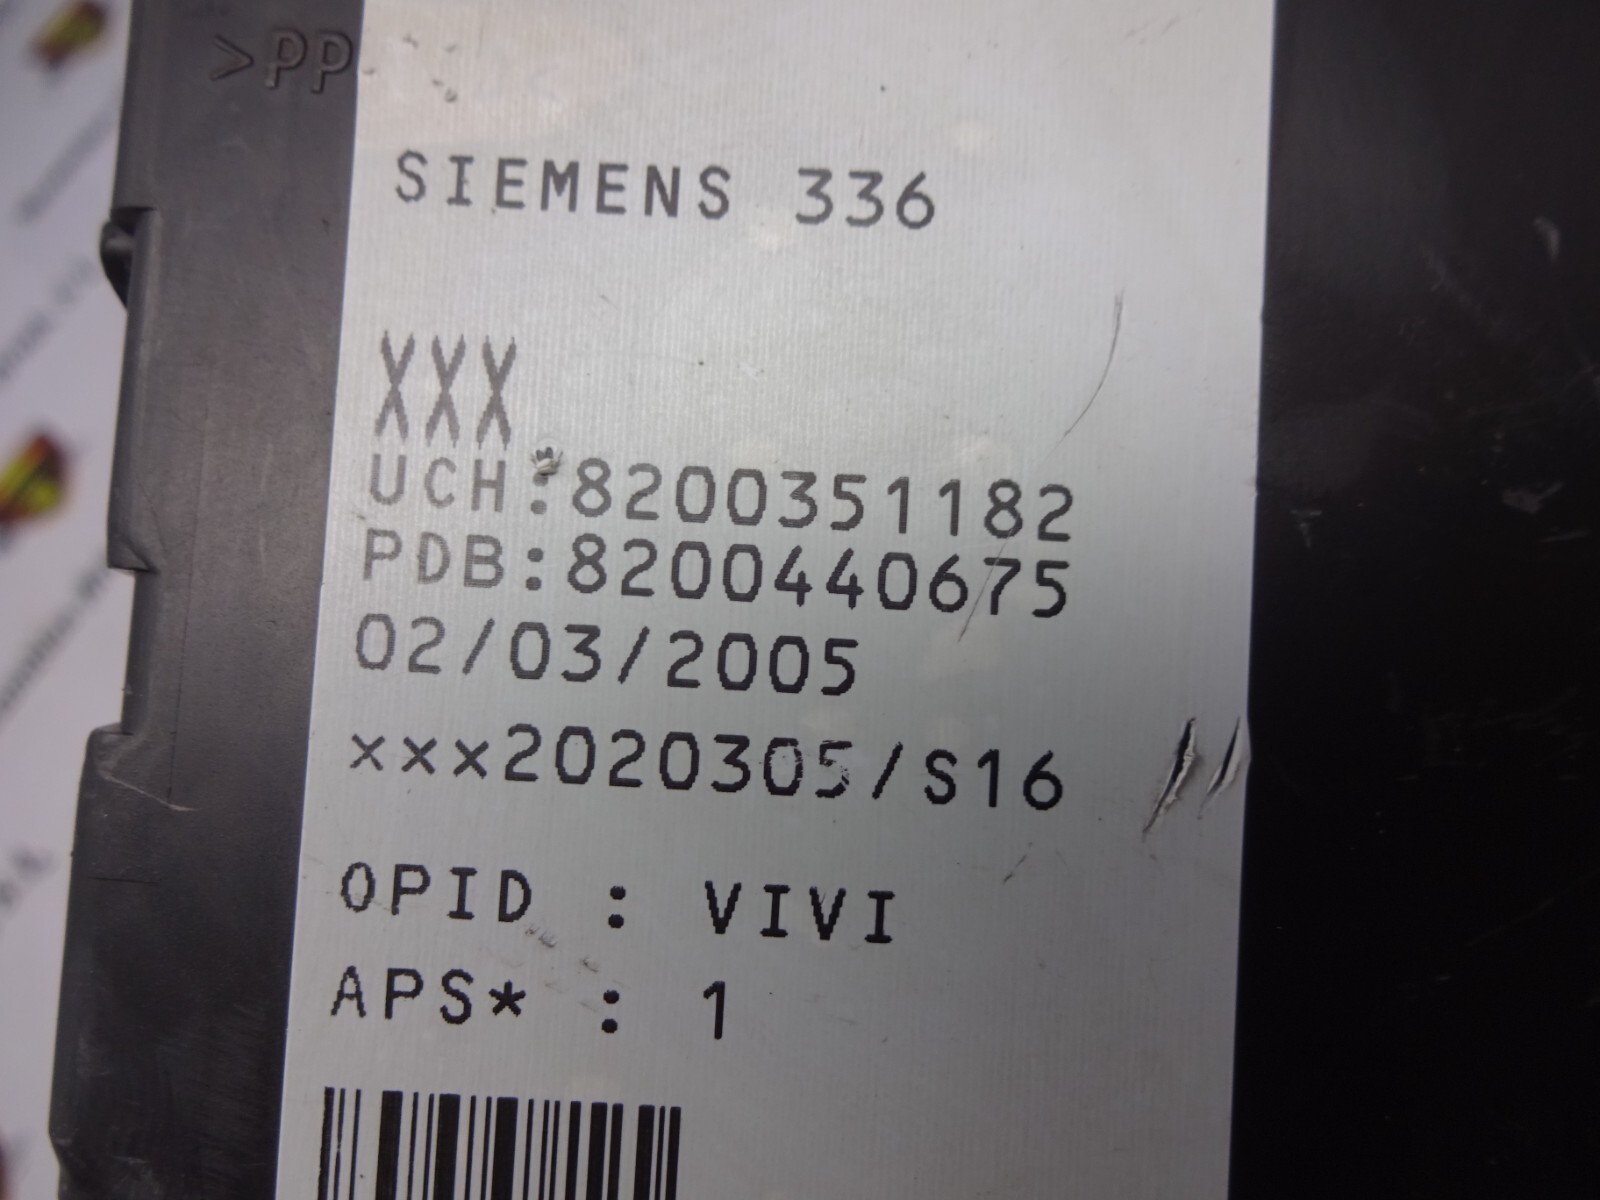 >PP
SIEMENS 336
XXX
UCH:8200351182
PDB:8200440675
02/03/2005
xxx2020305/S16
OPID : VIVI
APS* : 1